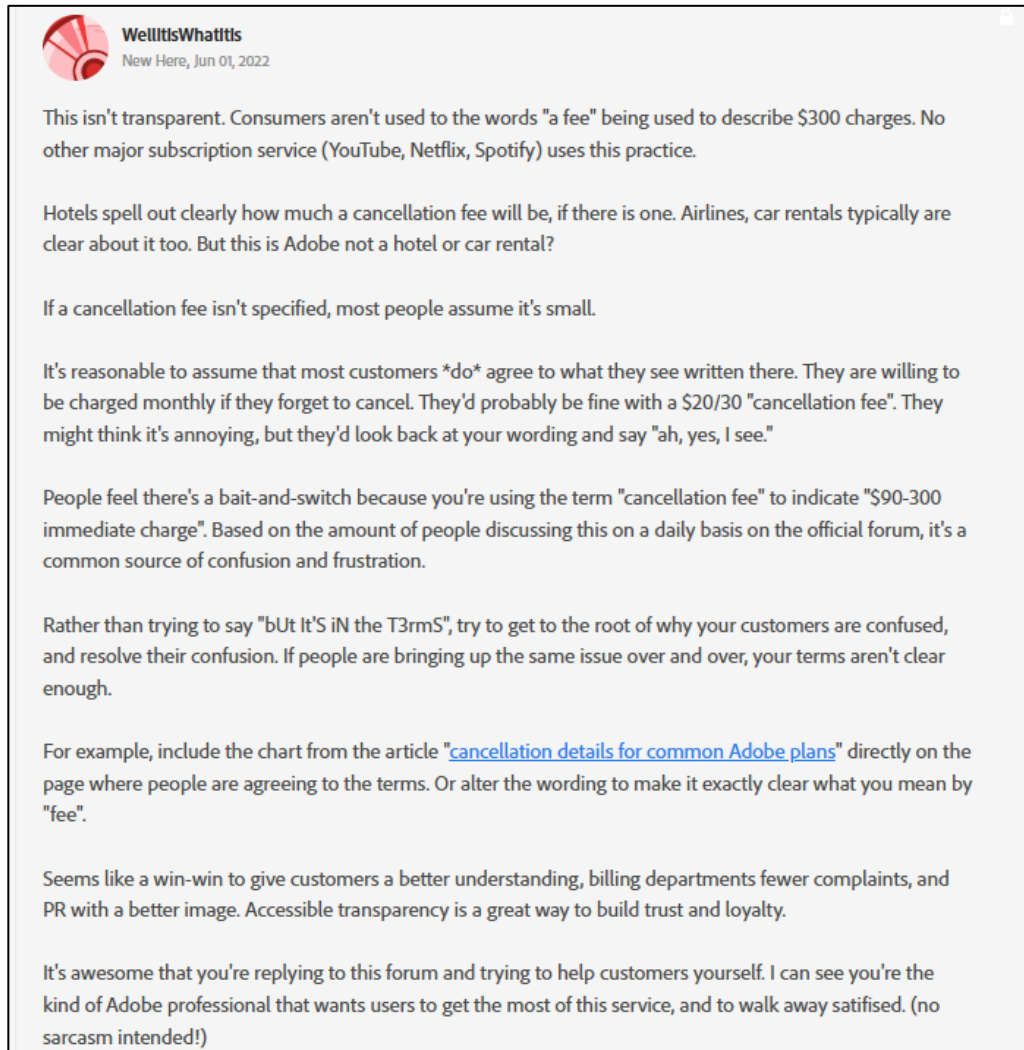 WellItIsWhatItIs
New Here, Jun 01, 2022
This isn't transparent. Consumers aren't used to the words "a fee" being used to describe $300 charges. No
other major subscription service (YouTube, Netflix, Spotify) uses this practice.
Hotels spell out clearly how much a cancellation fee will be, if there is one. Airlines, car rentals typically are
clear about it too. But this is Adobe not a hotel or car rental?
If a cancellation fee isn't specified, most people assume it's small.
It's reasonable to assume that most customers *do* agree to what they see written there. They are willing to
be charged monthly if they forget to cancel. They'd probably be fine with a $20/30 "cancellation fee". They
might think it's annoying, but they'd look back at your wording and say "ah, yes, I see."
People feel there's a bait-and-switch because you're using the term "cancellation fee" to indicate "$90-300
immediate charge". Based on the amount of people discussing this on a daily basis on the official forum, it's a
common source of confusion and frustration.
Rather than trying to say "bUt It'S iN the T3rmS", try to get to the root of why your customers are confused,
and resolve their confusion. If people are bringing up the same issue over and over, your terms aren't clear
enough.
For example, include the chart from the article "cancellation details for common Adobe plans" directly on the
page where people are agreeing to the terms. Or alter the wording to make it exactly clear what you mean by
"fee".
Seems like a win-win to give customers a better understanding, billing departments fewer complaints, and
PR with a better image. Accessible transparency is a great way to build trust and loyalty.
It's awesome that you're replying to this forum and trying to help customers yourself. I can see you're the
kind of Adobe professional that wants users to get the most of this service, and to walk away satifised. (no
sarcasm intended!)